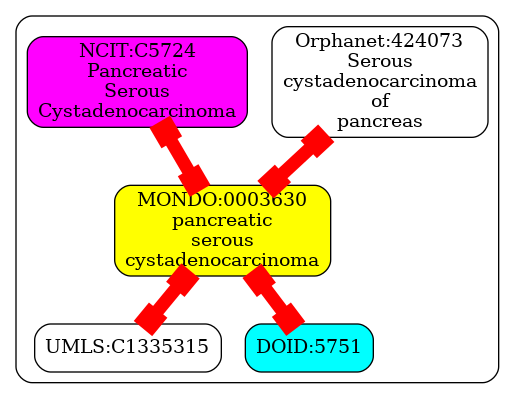 NCIT:C5724
Pancreatic
Serous
Cystadenocarcinoma
Orphanet:424073
Serous
cystadenocarcinoma
of
pancreas
MONDO:0003630
pancreatic
serous
cystadenocarcinoma
UMLS:C1335315
DOID:5751